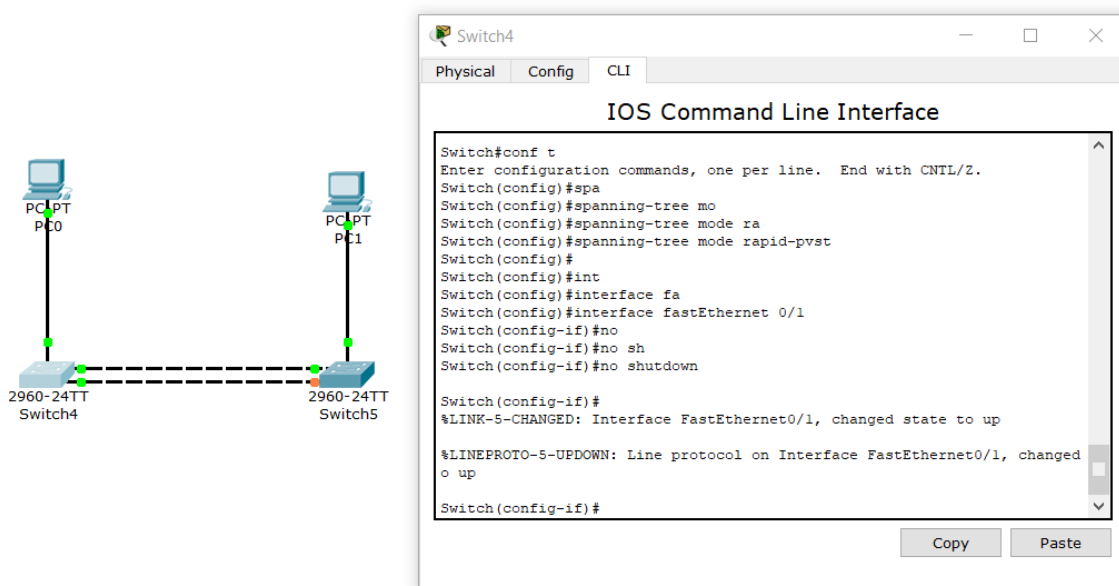 Switch4
Physical Config CLI
IOS Command Line Interface
Switch#conf t
Enter configuration commands, one per line.  End with CNTL/Z.
Switch(config)#spa
Switch(config)#spanning-tree mo
Switch(config)#spanning-tree mode ra
Switch(config)#spanning-tree mode rapid-pvst
Switch(config)#
Switch(config)#int
Switch(config)#interface fa
Switch(config)#interface fastEthernet 0/1
Switch(config-if)#no
Switch(config-if)#no sh
Switch(config-if)#no shutdown
Switch(config-if)#
%LINK-5-CHANGED: Interface FastEthernet0/1, changed state to up
%LINEPROTO-5-UPDOWN: Line protocol on Interface FastEthernet0/1, changed
o up
Switch(config-if)#
Copy Paste
PC-PT
PC0
PC-PT
PC1
2960-24TT
Switch4
2960-24TT
Switch5